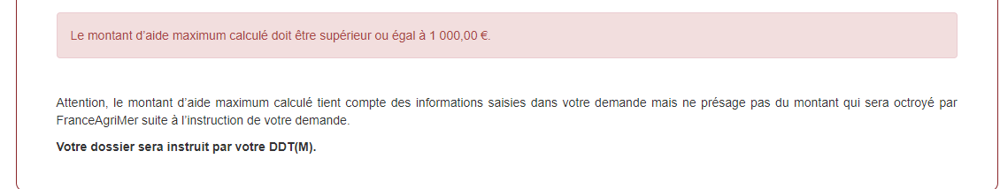 Le montant d’aide maximum calculé doit être supérieur ou égal à 1 000,00 €.
Attention, le montant d’aide maximum calculé tient compte des informations saisies dans votre demande mais ne présage pas du montant qui sera octroyé par
FranceAgriMer suite à l’instruction de votre demande.
Votre dossier sera instruit par votre DDT(M).